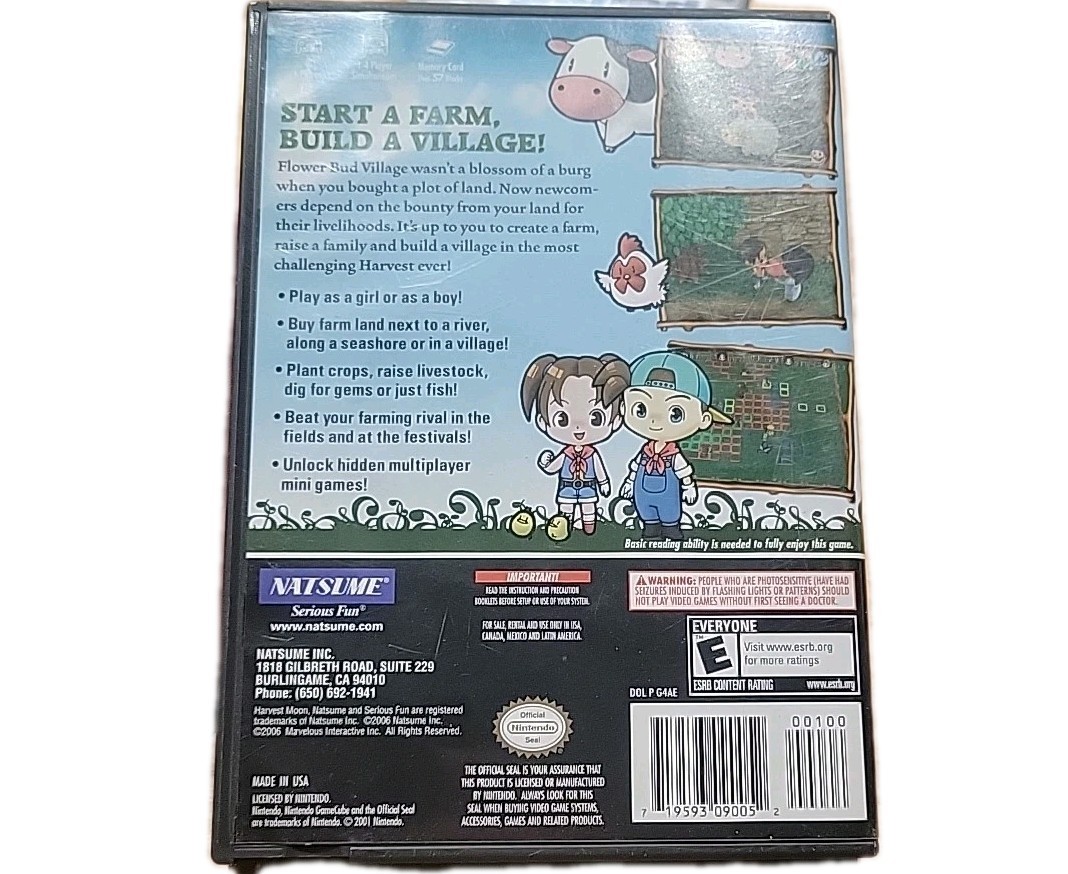 1-4 Player
Simultaneous
Memory Card
37 Blocks
START A FARM,
BUILD A VILLAGE!
Flower Bud Village wasn't a blossom of a burg
when you bought a plot of land. Now newcom-
ers depend on the bounty from your land for
their livelihoods. It's up to you to create a farm,
raise a family and build a village in the most
challenging Harvest ever!
• Play as a girl or as a boy!
• Buy farm land next to a river,
along a seashore or in a village!
• Plant crops, raise livestock,
dig for gems or just fish!
• Beat your farming rival in the
fields and at the festivals!
• Unlock hidden multiplayer
mini games!
Basic reading ability is needed to fully enjoy this game.
NATSUME®
Serious Fun®
www.natsume.com
NATSUME INC.
1818 GILBRETH ROAD, SUITE 229
BURLINGAME, CA 94010
Phone: (650) 692-1941
Harvest Moon, Natsume and Serious Fun are registered
trademarks of Natsume Inc. ©2006 Natsume Inc.
©2006 Marvelous Interactive Inc. All Rights Reserved.
MADE IN USA
LICENSED BY NINTENDO.
Nintendo, Nintendo GameCube and the Official Seal
are trademarks of Nintendo. © 2001 Nintendo.
IMPORTANT!
READ THE INSTRUCTION AND PRECAUTION
BOOKLETS BEFORE SETUP OR USE OF YOUR SYSTEM.
FOR SALE, RENTAL AND USE ONLY IN USA,
CANADA, MEXICO AND LATIN AMERICA.
Official
Nintendo
Seal
THE OFFICIAL SEAL IS YOUR ASSURANCE THAT
THIS PRODUCT IS LICENSED OR MANUFACTURED
BY NINTENDO. ALWAYS LOOK FOR THIS
SEAL WHEN BUYING VIDEO GAME SYSTEMS,
ACCESSORIES, GAMES AND RELATED PRODUCTS.
WARNING: PEOPLE WHO ARE PHOTOSENSITIVE (HAVE HAD
SEIZURES INDUCED BY FLASHING LIGHTS OR PATTERNS) SHOULD
NOT PLAY VIDEO GAMES WITHOUT FIRST SEEING A DOCTOR.
EVERYONE
E™
Visit www.esrb.org
for more ratings
ESRB CONTENT RATING www.esrb.org
DOL P G4AE
00100
7 19593 09005 2